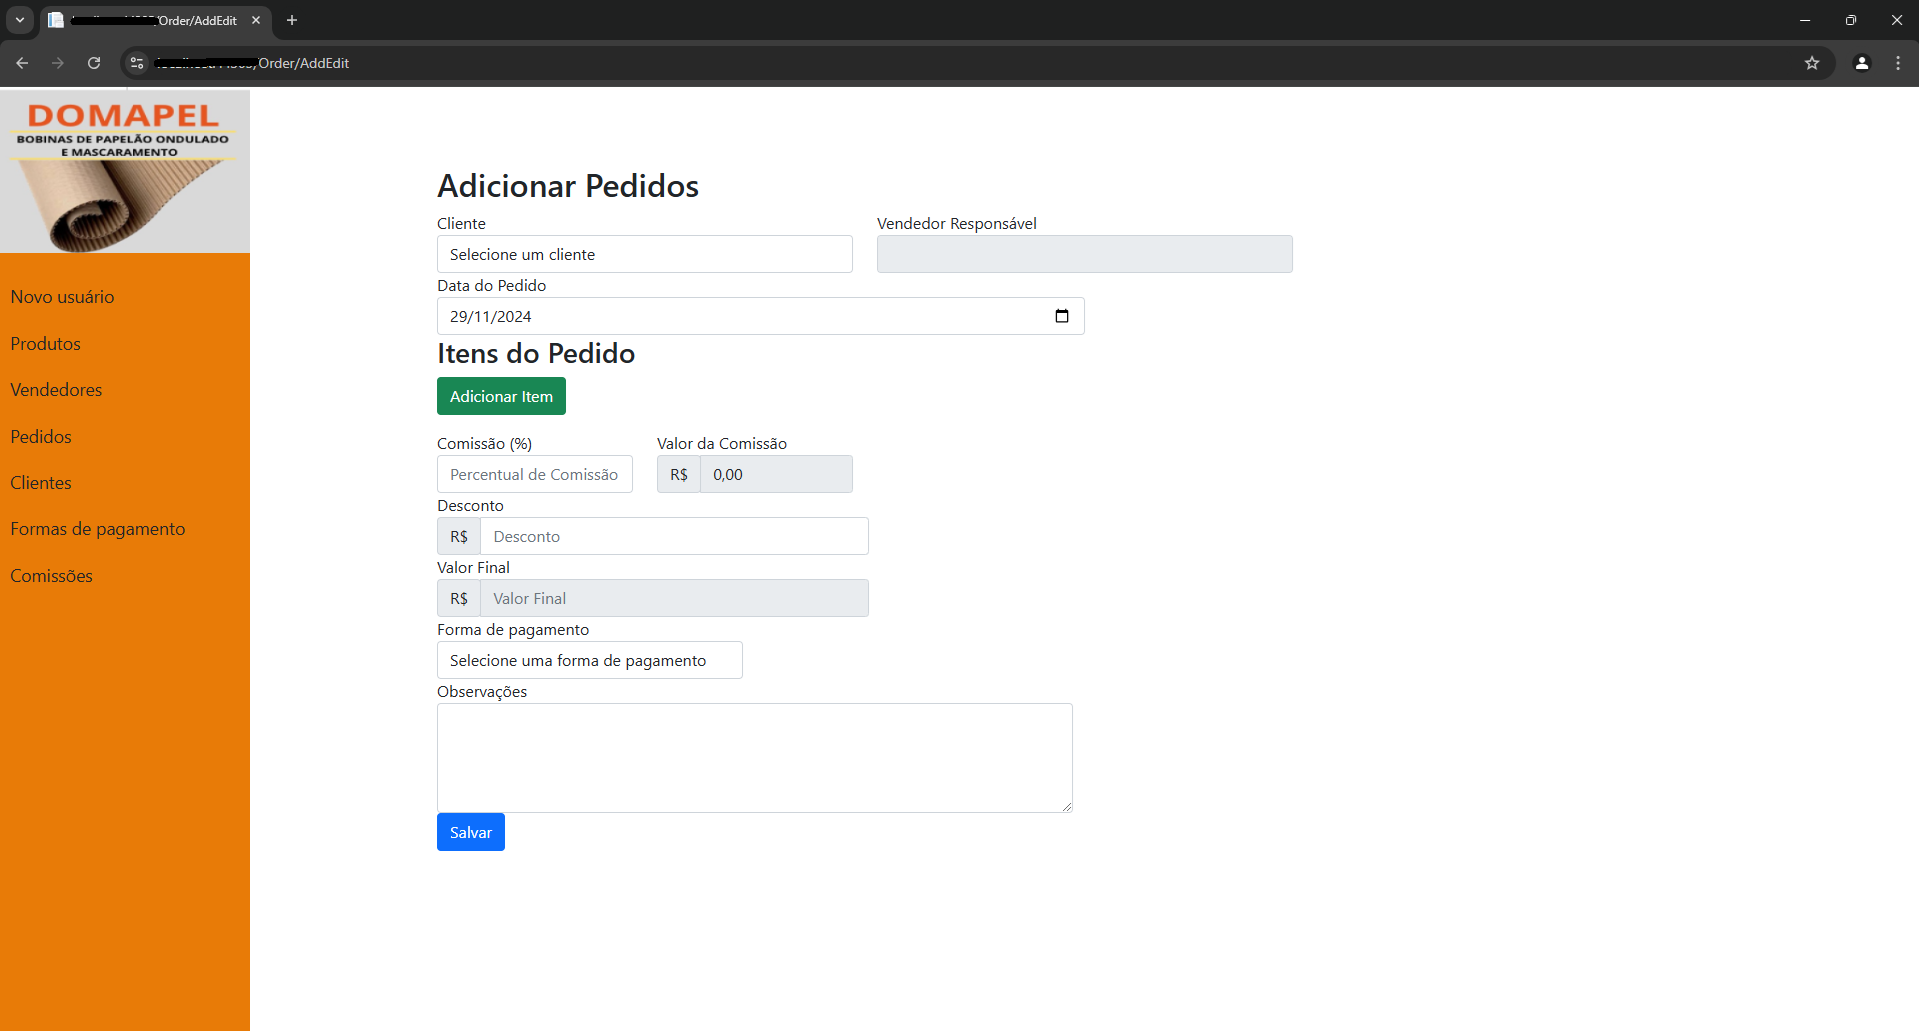 /Order/AddEdit
/Order/AddEdit
DOMAPEL
BOBINAS DE PAPELÃO ONDULADO
E MASCARAMENTO
Novo usuário
Produtos
Vendedores
Pedidos
Clientes
Formas de pagamento
Comissões
Adicionar Pedidos
Cliente
Vendedor Responsável
Selecione um cliente
Data do Pedido
29/11/2024
Itens do Pedido
Adicionar Item
Comissão (%)
Valor da Comissão
Percentual de Comissão
R$ 0,00
Desconto
R$ Desconto
Valor Final
R$ Valor Final
Forma de pagamento
Selecione uma forma de pagamento
Observações
Salvar